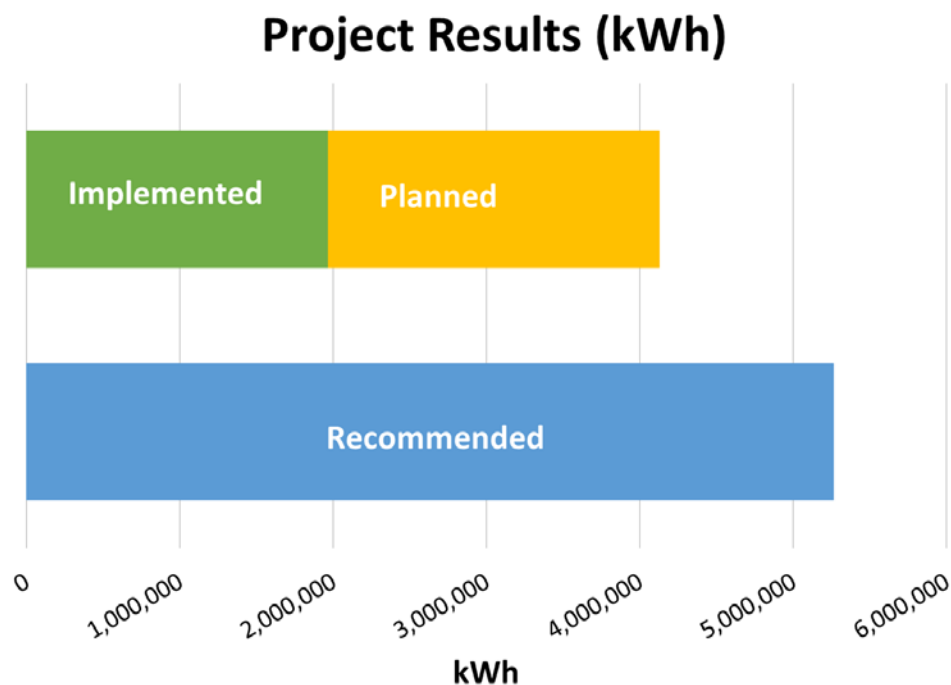 Project Results (kWh)
Implemented
Planned
Recommended
0
1,000,000
2,000,000
3,000,000
4,000,000
5,000,000
6,000,000
kWh